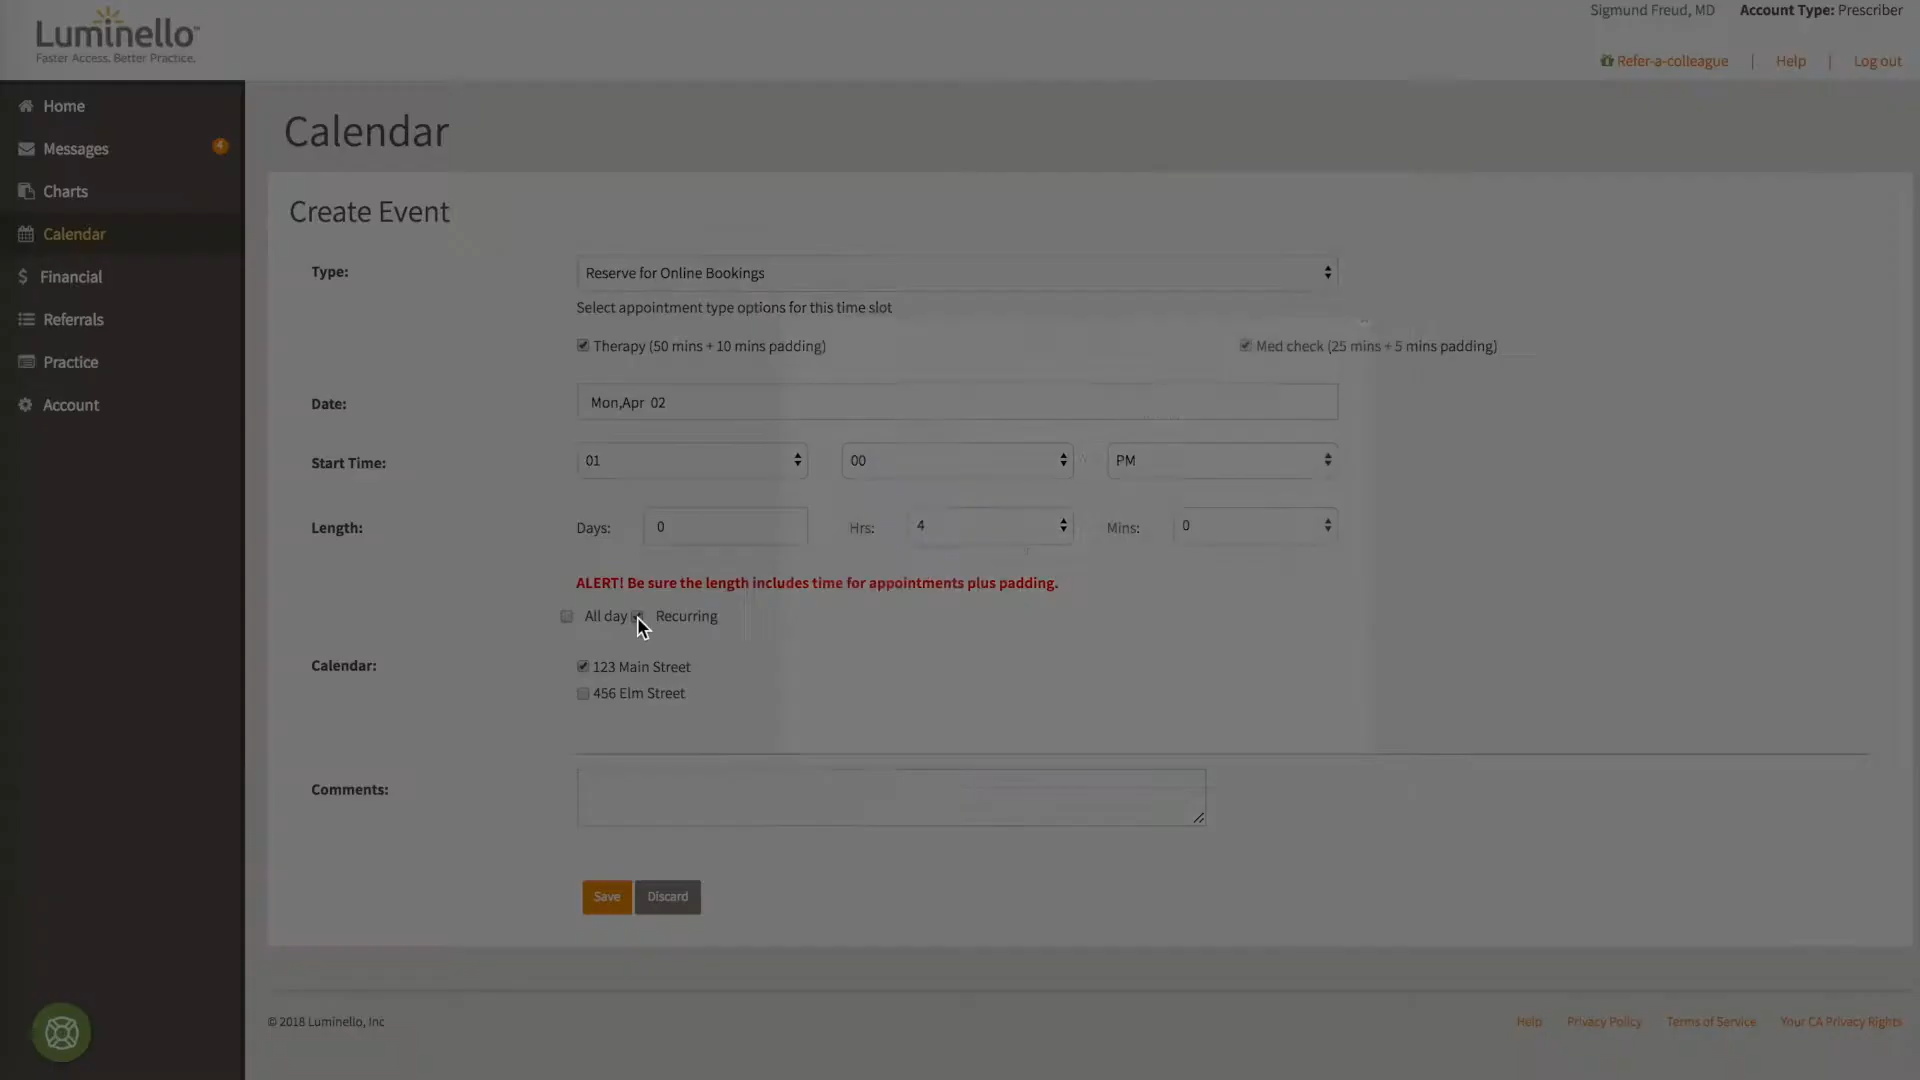 Luminello™
Faster Access. Better Practice.
Sigmund Freud, MD Account Type: Prescriber
Refer-a-colleague | Help | Log out
Home
Messages 4
Charts
Calendar
$ Financial
Referrals
Practice
Account
Calendar
Create Event
Type: Reserve for Online Bookings
Select appointment type options for this time slot
Therapy (50 mins + 10 mins padding) Med check (25 mins + 5 mins padding)
Date: Mon,Apr 02
Start Time: 01 00 PM
Length: Days: 0 Hrs: 4 Mins: 0
ALERT! Be sure the length includes time for appointments plus padding.
All day Recurring
Calendar: 123 Main Street
456 Elm Street
Comments:
Save Discard
© 2018 Luminello, Inc Help Privacy Policy Terms of Service Your CA Privacy Rights